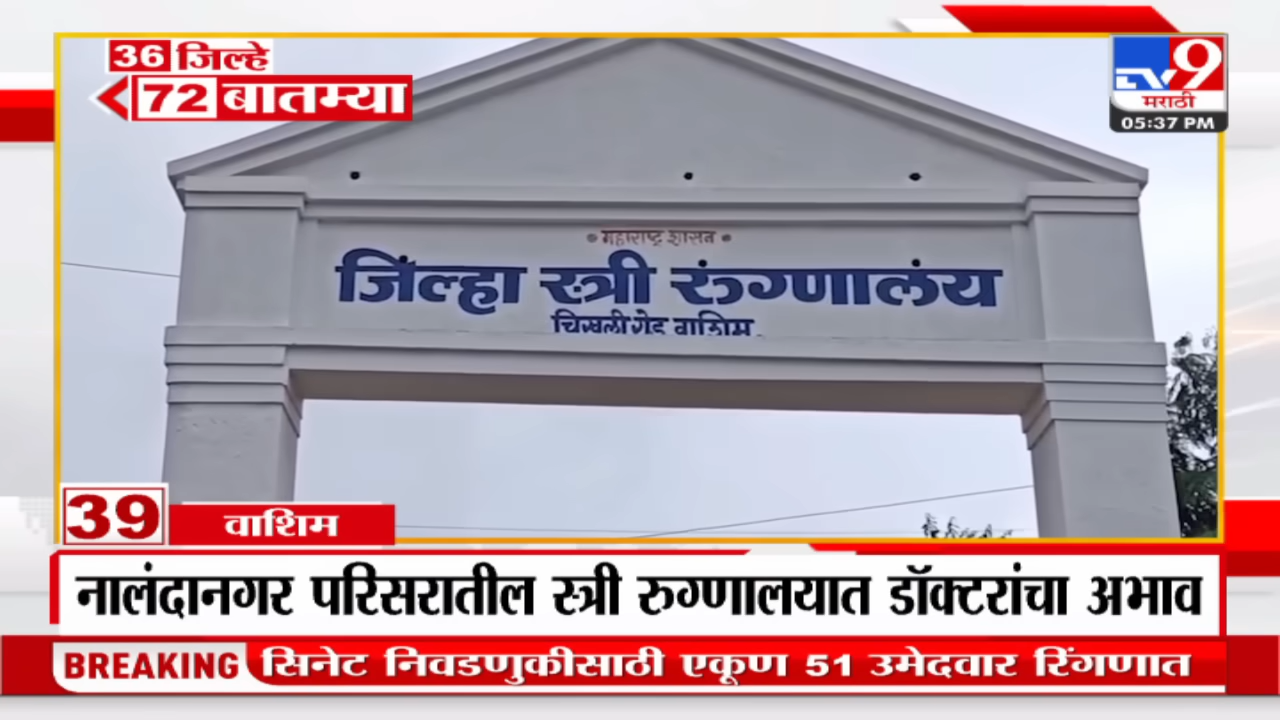 36 जिल्हे
72 बातम्या
TV9
मराठी
05:37 PM
महाराष्ट्र शासन
जिल्हा स्त्री रुग्णालय
चिखली रोड वाशिम.
39 वाशिम
नालंदानगर परिसरातील स्त्री रुग्णालयात डॉक्टरांचा अभाव
BREAKING सिनेट निवडणुकीसाठी एकूण 51 उमेदवार रिंगणात